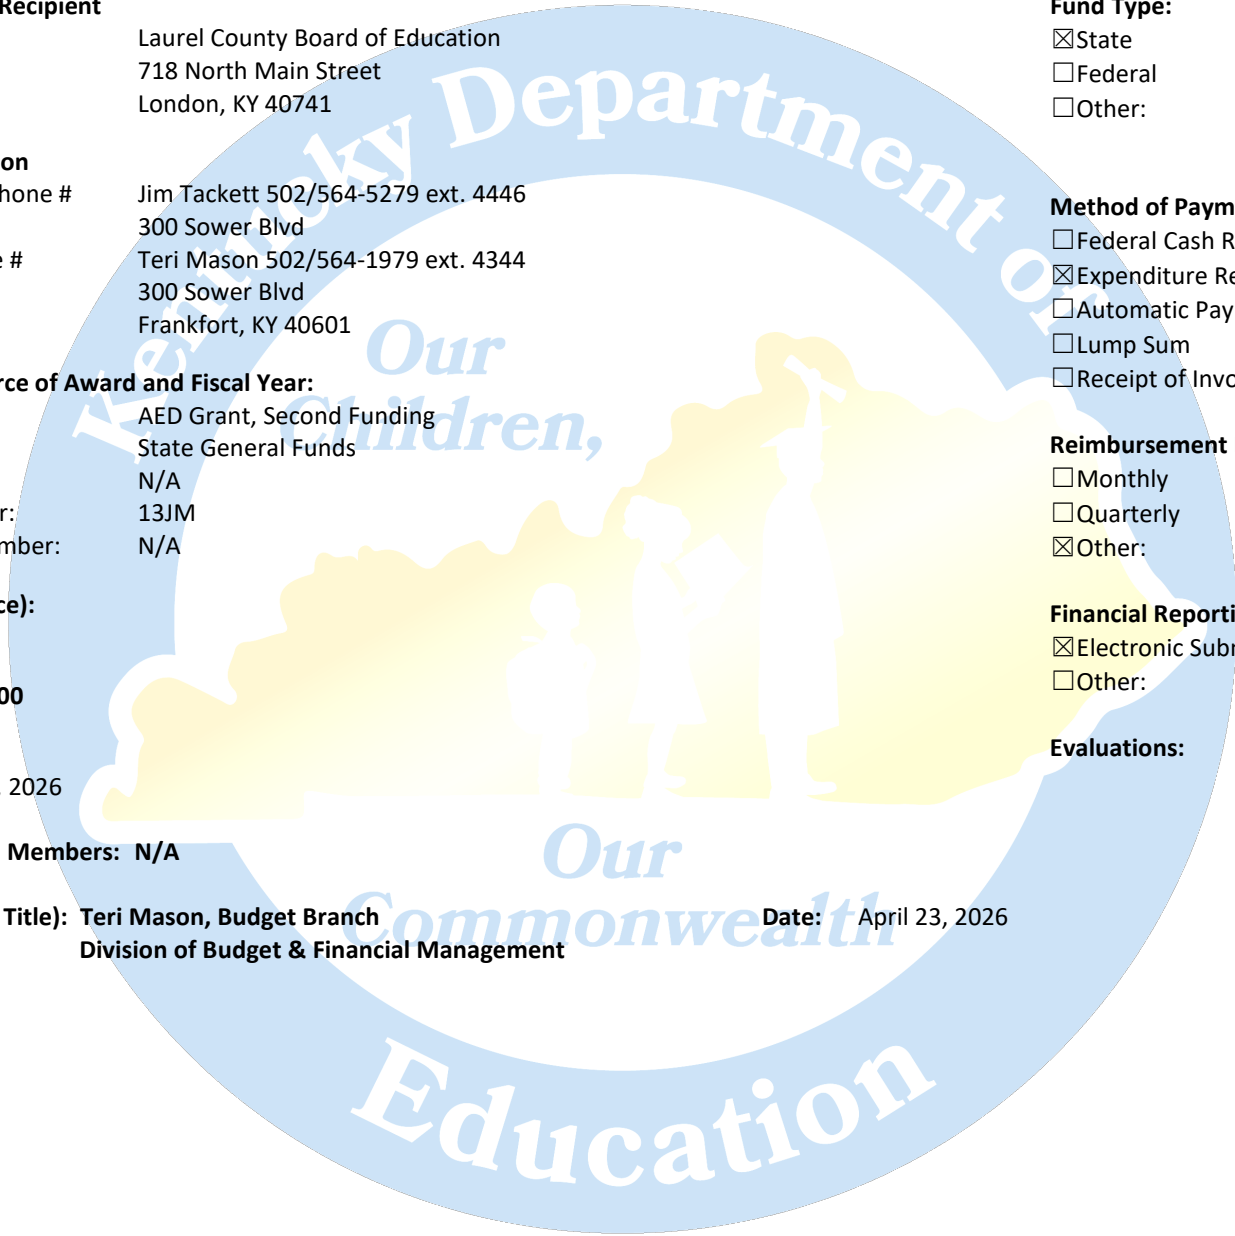 Recipient
Laurel County Board of Education
718 North Main Street
London, KY 40741
on
hone # Jim Tackett 502/564-5279 ext. 4446
300 Sower Blvd
e # Teri Mason 502/564-1979 ext. 4344
300 Sower Blvd
Frankfort, KY 40601
rce of Award and Fiscal Year:
AED Grant, Second Funding
State General Funds
N/A
r: 13JM
mber: N/A
ce):
00
, 2026
Members: N/A
Title): Teri Mason, Budget Branch Date: April 23, 2026
Division of Budget & Financial Management
Fund Type:
☒State
☐Federal
☐Other:
Method of Paym
☐Federal Cash R
☒Expenditure Re
☐Automatic Pay
☐Lump Sum
☐Receipt of Invo
Reimbursement
☐Monthly
☐Quarterly
☒Other:
Financial Reporti
☒Electronic Subr
☐Other:
Evaluations:
Kentucky Department of
Education
Our
Children,
Our
Commonwealth